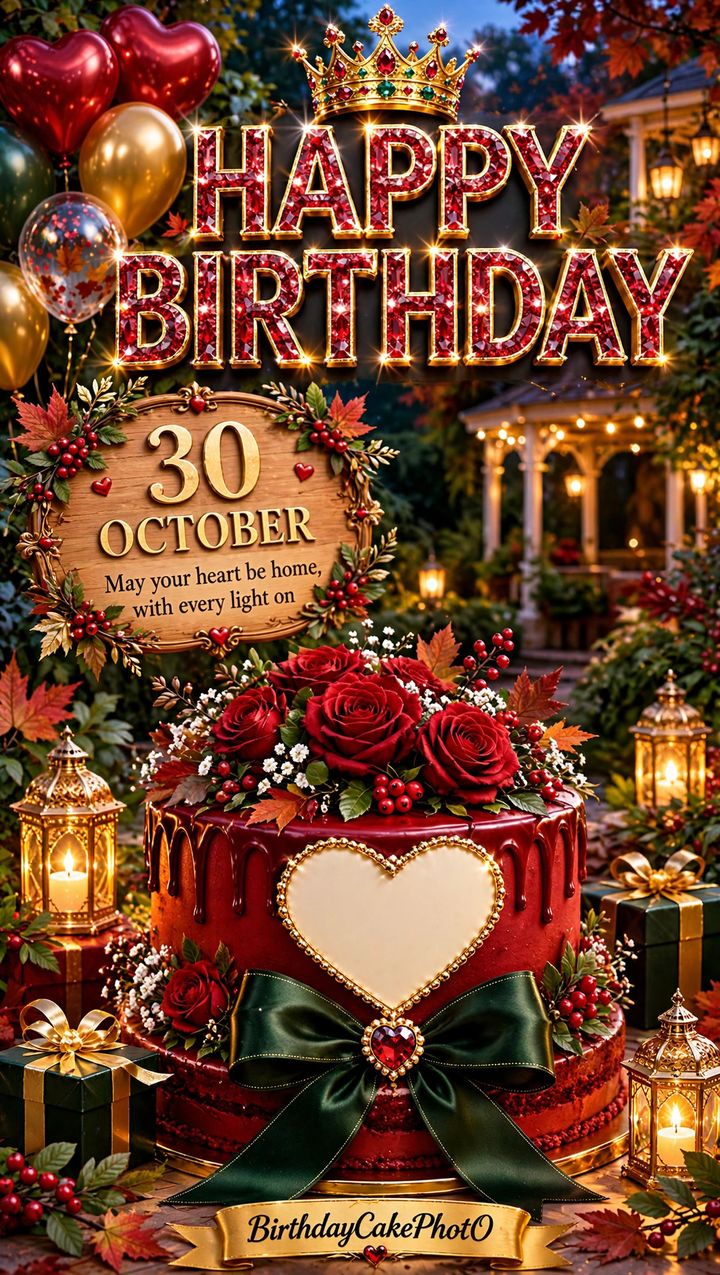 HAPPY
BIRTHDAY
30
OCTOBER
May your heart be home,
with every light on
BirthdayCakePhotO